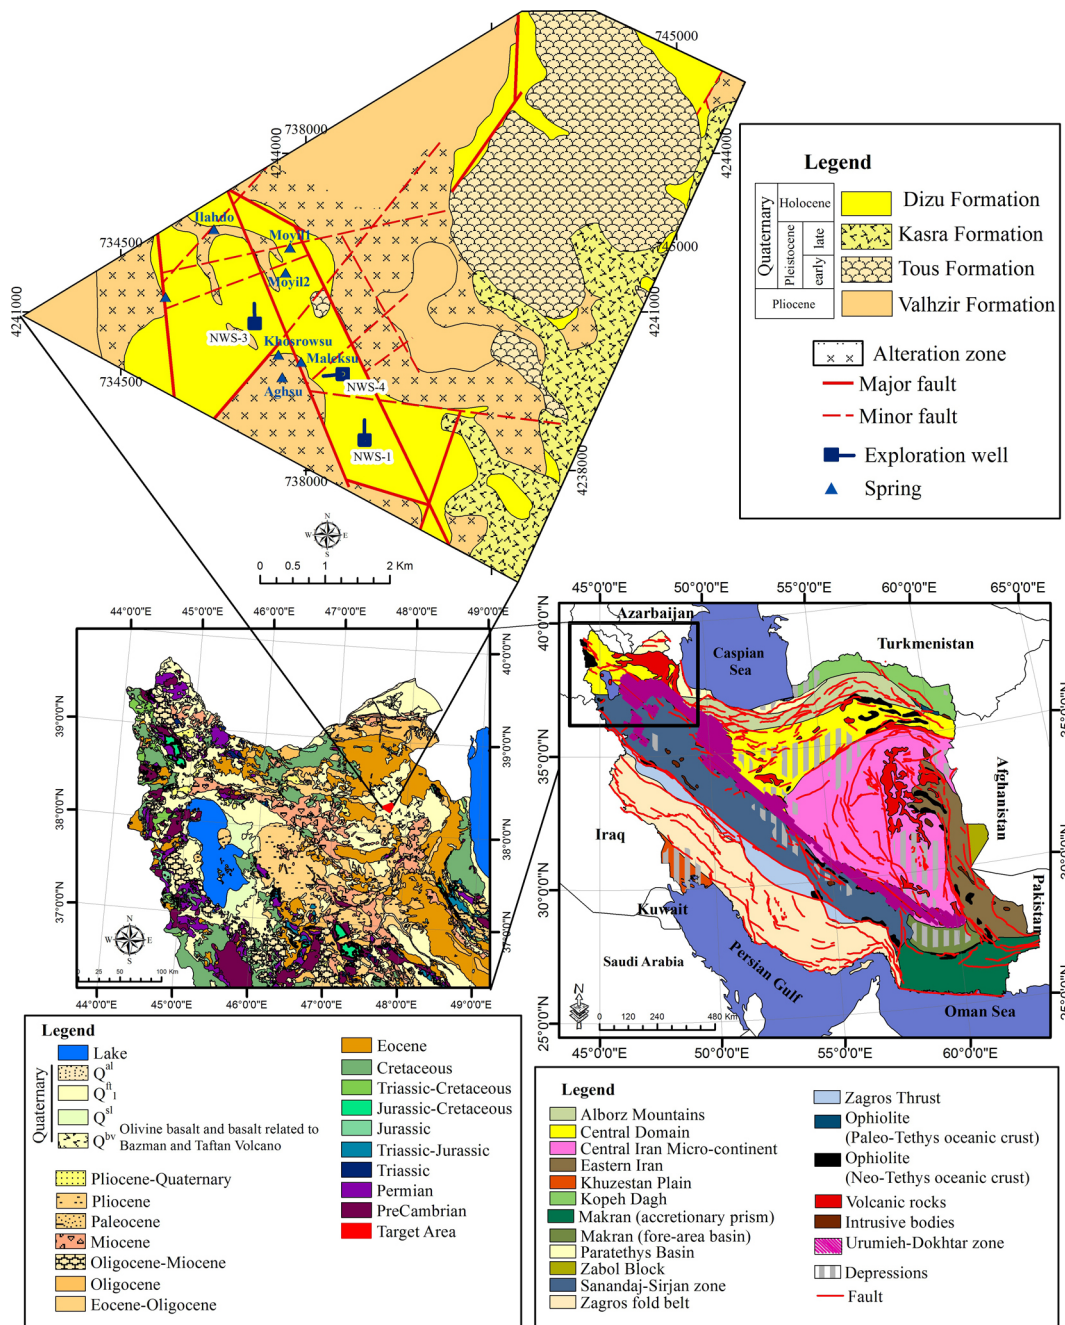 745000
738000
4244000
4244000
734500
745000
Ilahdo
Moyil1
Moyil2
4241000
4241000
NWS-3
Khosrowsu
Maleksu
NWS-4
Aghsu
734500
NWS-1
738000
4238000
N
W E
S
0 0.5 1 2 Km
Legend
Quaternary
Holocene
Pleistocene
late
early
Pliocene
Dizu Formation
Kasra Formation
Tous Formation
Valhzir Formation
Alteration zone
Major fault
Minor fault
Exploration well
Spring
44°0'0"E 45°0'0"E 46°0'0"E 47°0'0"E 48°0'0"E 49°0'0"E
40°0'0"N
39°0'0"N
39°0'0"N
38°0'0"N
38°0'0"N
37°0'0"N
37°0'0"N
N
W E
S
0 25 50 100 Km
44°0'0"E 45°0'0"E 46°0'0"E 47°0'0"E 48°0'0"E 49°0'0"E
45°0'0"E 50°0'0"E 55°0'0"E 60°0'0"E 65°0'0"E
40°0'0"N
35°0'0"N
30°0'0"N
25°0'0"N
35°0'0"N
30°0'0"N
25°0'0"N
Azarbaijan
Caspian
Sea
Turkmenistan
Afghanistan
Iraq
Pakistan
Kuwait
Saudi Arabia
Persian Gulf
Oman Sea
N
0 120 240 480 Km
45°0'0"E 50°0'0"E 55°0'0"E 60°0'0"E
Legend
Quaternary
Lake
Qal
Qft1
Qsl
Qbv Olivine basalt and basalt related to
Bazman and Taftan Volcano
Pliocene-Quaternary
Pliocene
Paleocene
Miocene
Oligocene-Miocene
Oligocene
Eocene-Oligocene
Eocene
Cretaceous
Triassic-Cretaceous
Jurassic-Cretaceous
Jurassic
Triassic-Jurassic
Triassic
Permian
PreCambrian
Target Area
Legend
Alborz Mountains
Central Domain
Central Iran Micro-continent
Eastern Iran
Khuzestan Plain
Kopeh Dagh
Makran (accretionary prism)
Makran (fore-area basin)
Paratethys Basin
Zabol Block
Sanandaj-Sirjan zone
Zagros fold belt
Zagros Thrust
Ophiolite
(Paleo-Tethys oceanic crust)
Ophiolite
(Neo-Tethys oceanic crust)
Volcanic rocks
Intrusive bodies
Urumieh-Dokhtar zone
Depressions
Fault